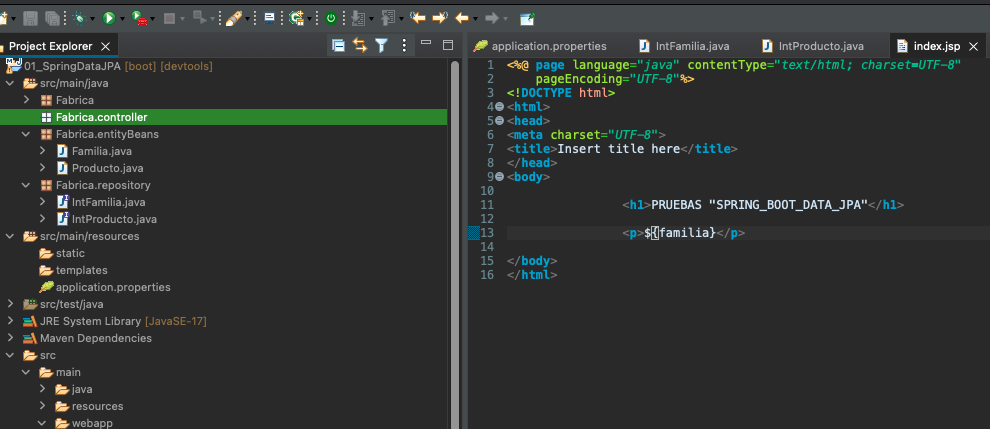 Project Explorer
01_SpringDataJPA [boot] [devtools]
src/main/java
Fabrica
Fabrica.controller
Fabrica.entityBeans
Familia.java
Producto.java
Fabrica.repository
IntFamilia.java
IntProducto.java
src/main/resources
static
templates
application.properties
src/test/java
JRE System Library [JavaSE-17]
Maven Dependencies
src
main
java
resources
webapp
application.properties
IntFamilia.java
IntProducto.java
index.jsp
1 <%@ page language="java" contentType="text/html; charset=UTF-8"
2 pageEncoding="UTF-8"%>
3 <!DOCTYPE html>
4 <html>
5 <head>
6 <meta charset="UTF-8">
7 <title>Insert title here</title>
8 </head>
9 <body>
10
11 <h1>PRUEBAS "SPRING_BOOT_DATA_JPA"</h1>
12
13 <p>${familia}</p>
14
15 </body>
16 </html>